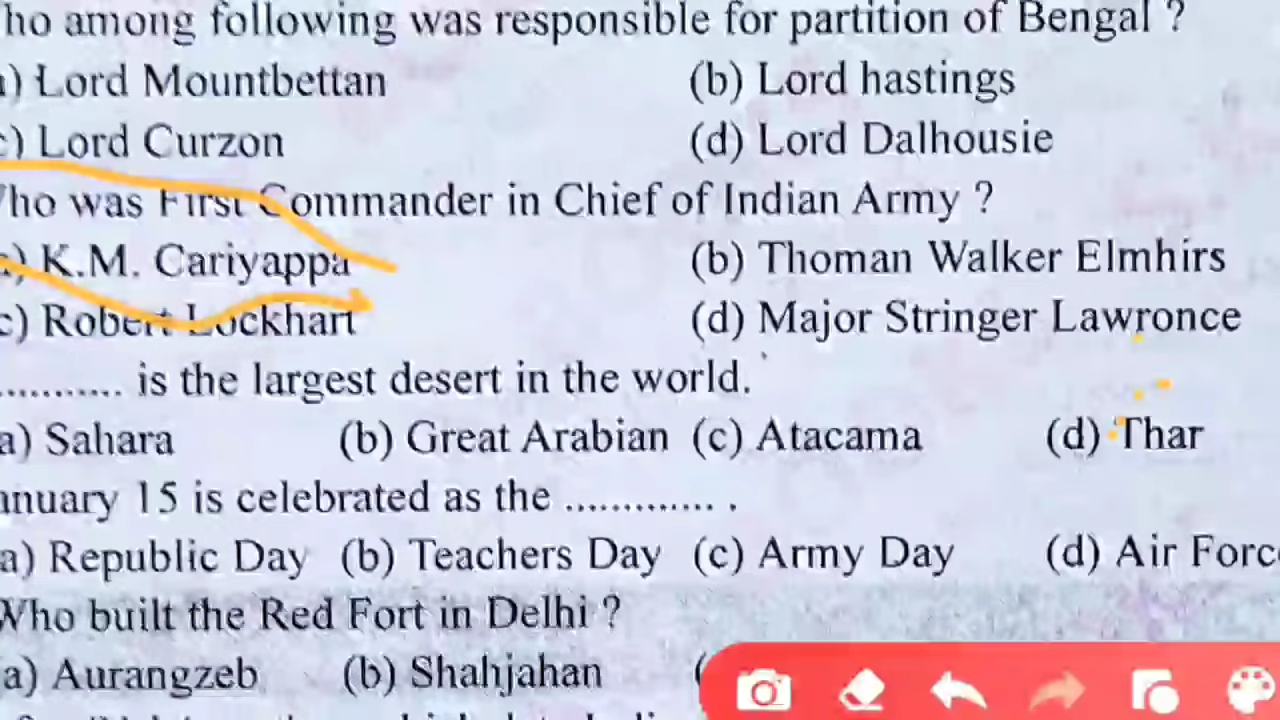 ho among following was responsible for partition of Bengal ?
) Lord Mountbettan (b) Lord hastings
c) Lord Curzon (d) Lord Dalhousie
ho was First Commander in Chief of Indian Army ?
) K.M. Cariyappa (b) Thoman Walker Elmhirs
c) Robert Lockhart (d) Major Stringer Lawronce
........... is the largest desert in the world.
a) Sahara (b) Great Arabian (c) Atacama (d) Thar
anuary 15 is celebrated as the .............. .
a) Republic Day (b) Teachers Day (c) Army Day (d) Air Forc
Who built the Red Fort in Delhi ?
(a) Aurangzeb (b) Shahjahan (